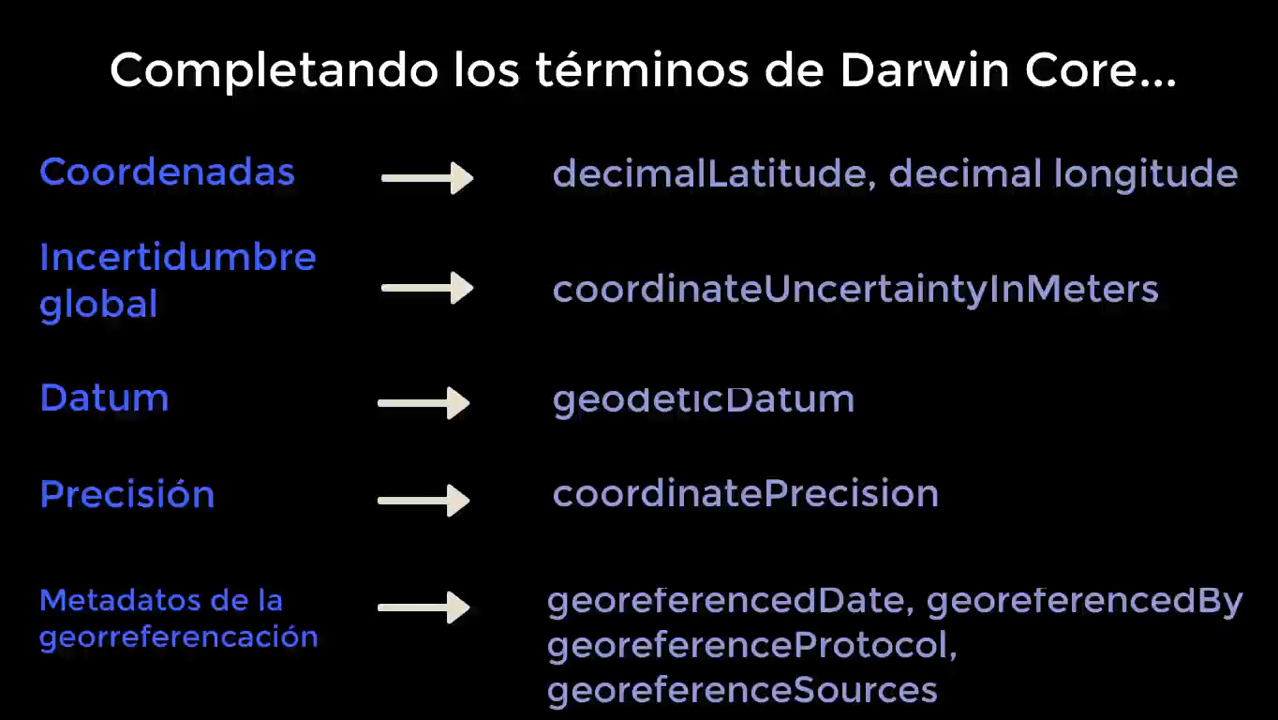 Completando los términos de Darwin Core...
Coordenadas
decimalLatitude, decimal longitude
Incertidumbre
global
coordinateUncertaintyInMeters
Datum
geodeticDatum
Precisión
coordinatePrecision
Metadatos de la
georreferencación
georeferencedDate, georeferencedBy
georeferenceProtocol,
georeferenceSources